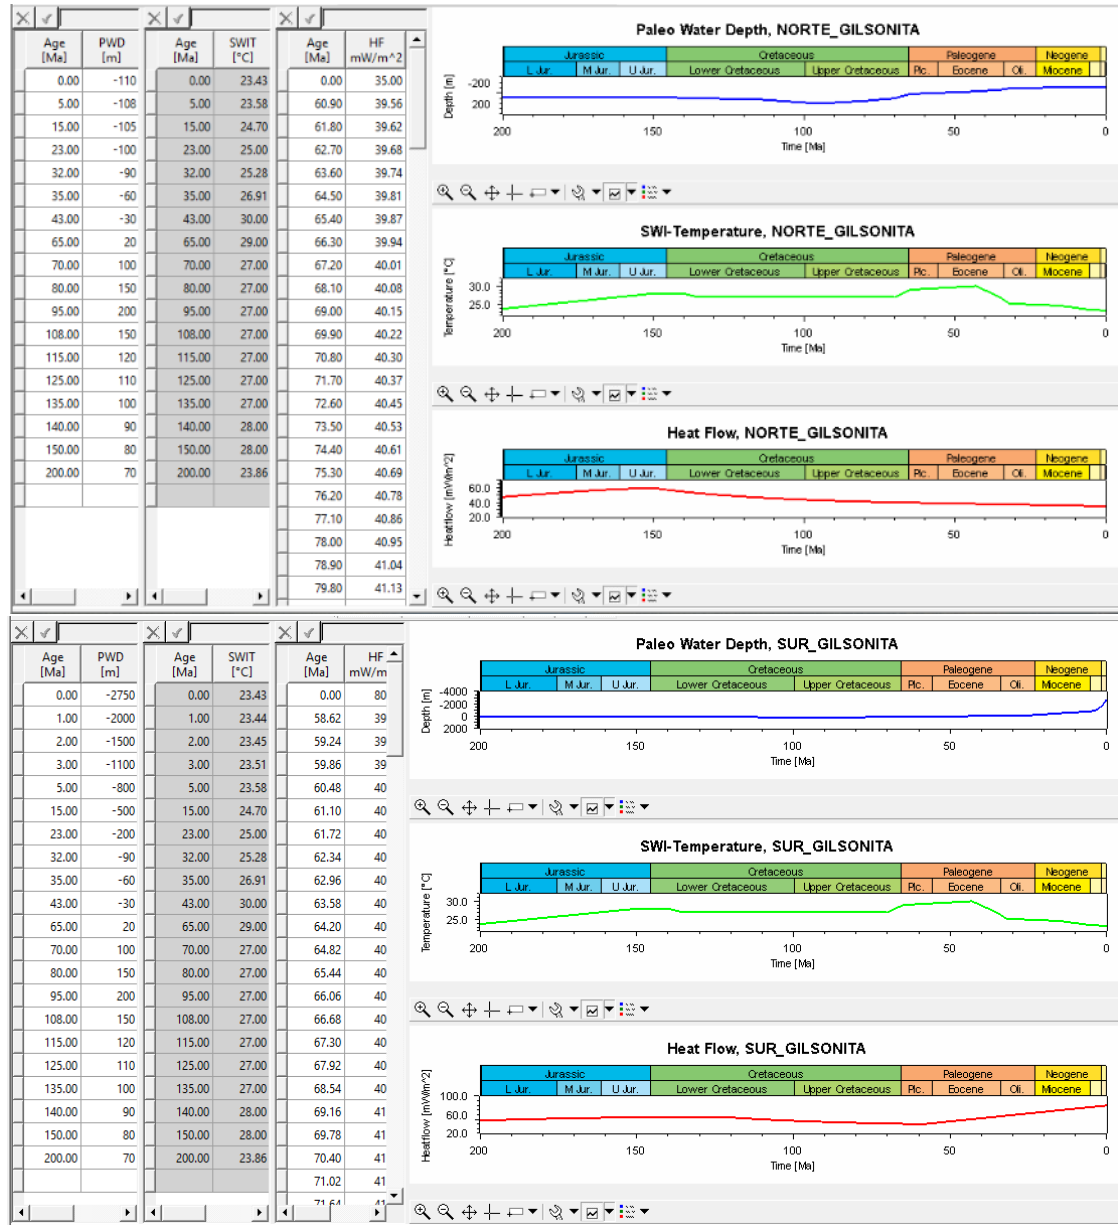 Age [Ma] PWD [m] Age [Ma] SWIT [°C] Age [Ma] HF mW/m^2
0.00 -110 0.00 23.43 0.00 35.00
5.00 -108 5.00 23.58 60.90 39.56
15.00 -105 15.00 24.70 61.80 39.62
23.00 -100 23.00 25.00 62.70 39.68
32.00 -90 32.00 25.28 63.60 39.74
35.00 -60 35.00 26.91 64.50 39.81
43.00 -30 43.00 30.00 65.40 39.87
65.00 20 65.00 29.00 66.30 39.94
70.00 100 70.00 27.00 67.20 40.01
80.00 150 80.00 27.00 68.10 40.08
95.00 200 95.00 27.00 69.00 40.15
108.00 150 108.00 27.00 69.90 40.22
115.00 120 115.00 27.00 70.80 40.30
125.00 110 125.00 27.00 71.70 40.37
135.00 100 135.00 27.00 72.60 40.45
140.00 90 140.00 28.00 73.50 40.53
150.00 80 150.00 28.00 74.40 40.61
200.00 70 200.00 23.86 75.30 40.69
76.20 40.78
77.10 40.86
78.00 40.95
78.90 41.04
79.80 41.13
Paleo Water Depth, NORTE_GILSONITA
Jurassic Cretaceous Paleogene Neogene
L Jur. M Jur. U Jur. Lower Cretaceous Upper Cretaceous Plc. Eocene Oli. Miocene
Depth [m]
-200
200
200 150 100 50 0
Time [Ma]
SWI-Temperature, NORTE_GILSONITA
Jurassic Cretaceous Paleogene Neogene
L Jur. M Jur. U Jur. Lower Cretaceous Upper Cretaceous Plc. Eocene Oli. Miocene
Temperature [°C]
30.0
25.0
200 150 100 50 0
Time [Ma]
Heat Flow, NORTE_GILSONITA
Jurassic Cretaceous Paleogene Neogene
L Jur. M Jur. U Jur. Lower Cretaceous Upper Cretaceous Plc. Eocene Oli. Miocene
Heatflow [mW/m^2]
60.0
40.0
20.0
200 150 100 50 0
Time [Ma]
Age [Ma] PWD [m] Age [Ma] SWIT [°C] Age [Ma] HF mW/m
0.00 -2750 0.00 23.43 0.00 80
1.00 -2000 1.00 23.44 58.62 39
2.00 -1500 2.00 23.45 59.24 39
3.00 -1100 3.00 23.51 59.86 39
5.00 -800 5.00 23.58 60.48 40
15.00 -500 15.00 24.70 61.10 40
23.00 -200 23.00 25.00 61.72 40
32.00 -90 32.00 25.28 62.34 40
35.00 -60 35.00 26.91 62.96 40
43.00 -30 43.00 30.00 63.58 40
65.00 20 65.00 29.00 64.20 40
70.00 100 70.00 27.00 64.82 40
80.00 150 80.00 27.00 65.44 40
95.00 200 95.00 27.00 66.06 40
108.00 150 108.00 27.00 66.68 40
115.00 120 115.00 27.00 67.30 40
125.00 110 125.00 27.00 67.92 40
135.00 100 135.00 27.00 68.54 40
140.00 90 140.00 28.00 69.16 41
150.00 80 150.00 28.00 69.78 41
200.00 70 200.00 23.86 70.40 41
71.02 41
71.64 41
Paleo Water Depth, SUR_GILSONITA
Jurassic Cretaceous Paleogene Neogene
L Jur. M Jur. U Jur. Lower Cretaceous Upper Cretaceous Plc. Eocene Oli. Miocene
Depth [m]
-4000
-2000
0
2000
200 150 100 50 0
Time [Ma]
SWI-Temperature, SUR_GILSONITA
Jurassic Cretaceous Paleogene Neogene
L Jur. M Jur. U Jur. Lower Cretaceous Upper Cretaceous Plc. Eocene Oli. Miocene
Temperature [°C]
30.0
25.0
200 150 100 50 0
Time [Ma]
Heat Flow, SUR_GILSONITA
Jurassic Cretaceous Paleogene Neogene
L Jur. M Jur. U Jur. Lower Cretaceous Upper Cretaceous Plc. Eocene Oli. Miocene
Heatflow [mW/m^2]
100.0
60.0
20.0
200 150 100 50 0
Time [Ma]